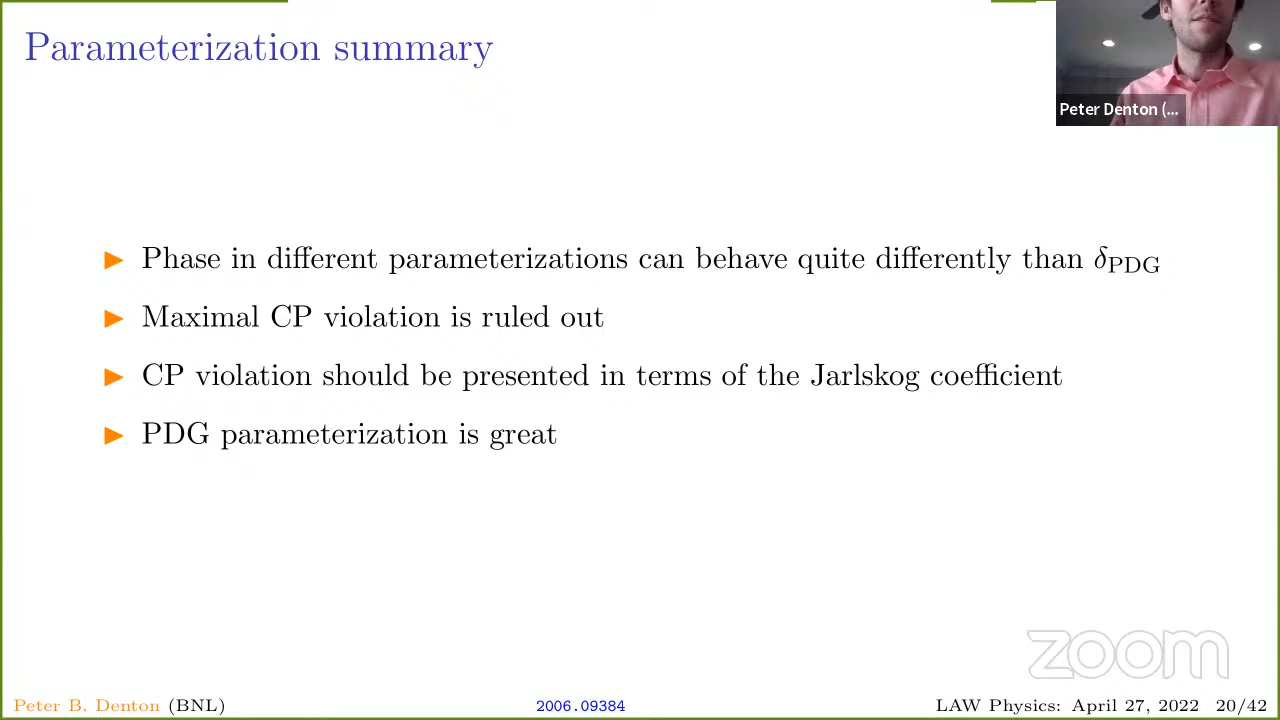 Parameterization summary
Peter Denton (...
▶ Phase in different parameterizations can behave quite differently than δPDG
▶ Maximal CP violation is ruled out
▶ CP violation should be presented in terms of the Jarlskog coefficient
▶ PDG parameterization is great
zoom
Peter B. Denton (BNL) 2006.09384 LAW Physics: April 27, 2022 20/42